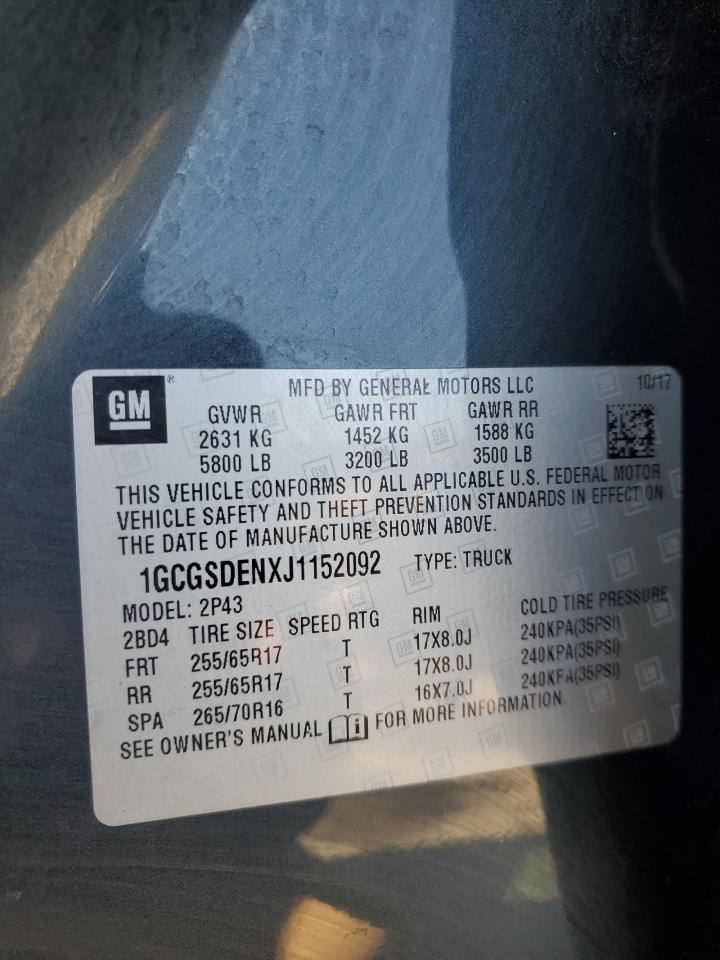 GM ® MFD BY GENERAL MOTORS LLC 10/17
GVWR GAWR FRT GAWR RR
2631 KG 1452 KG 1588 KG
5800 LB 3200 LB 3500 LB
THIS VEHICLE CONFORMS TO ALL APPLICABLE U.S. FEDERAL MOTOR
VEHICLE SAFETY AND THEFT PREVENTION STANDARDS IN EFFECT ON
THE DATE OF MANUFACTURE SHOWN ABOVE.
1GCGSDENXJ1152092 TYPE: TRUCK
MODEL: 2P43
2BD4 TIRE SIZE SPEED RTG RIM COLD TIRE PRESSURE
FRT 255/65R17 T 17X8.0J 240KPA(35PSI)
RR 255/65R17 T 17X8.0J 240KPA(35PSI)
SPA 265/70R16 T 16X7.0J 240KPA(35PSI)
SEE OWNER'S MANUAL i FOR MORE INFORMATION.